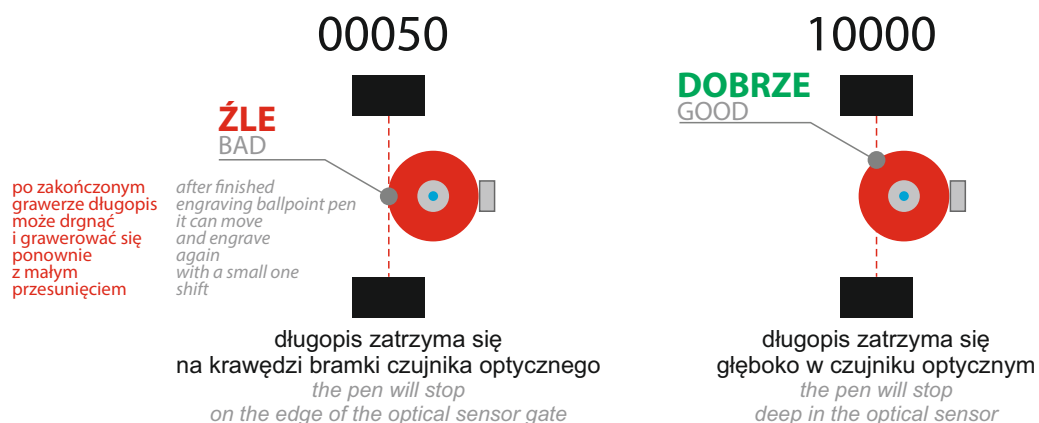 00050
ŹLE
BAD
po zakończonym
grawerze długopis
może drgnąć
i grawerować się
ponownie
z małym
przesunięciem
after finished
engraving ballpoint pen
it can move
and engrave
again
with a small one
shift
długopis zatrzyma się
na krawędzi bramki czujnika optycznego
the pen will stop
on the edge of the optical sensor gate
10000
DOBRZE
GOOD
długopis zatrzyma się
głęboko w czujniku optycznym
the pen will stop
deep in the optical sensor